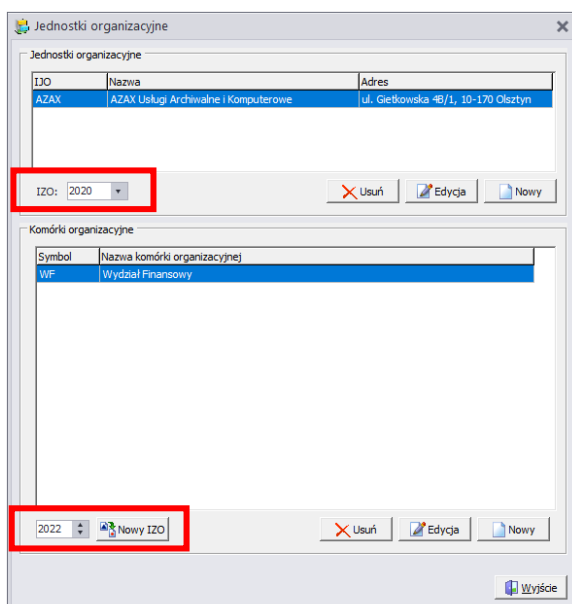 Jednostki organizacyjne
Jednostki organizacyjne
IJO Nazwa Adres
AZAX AZAX Usługi Archiwalne i Komputerowe ul. Gietkowska 4B/1, 10-170 Olsztyn
IZO: 2020 Usuń Edycja Nowy
Komórki organizacyjne
Symbol Nazwa komórki organizacyjnej
WF Wydział Finansowy
2022 Nowy IZO Usuń Edycja Nowy
Wyjście